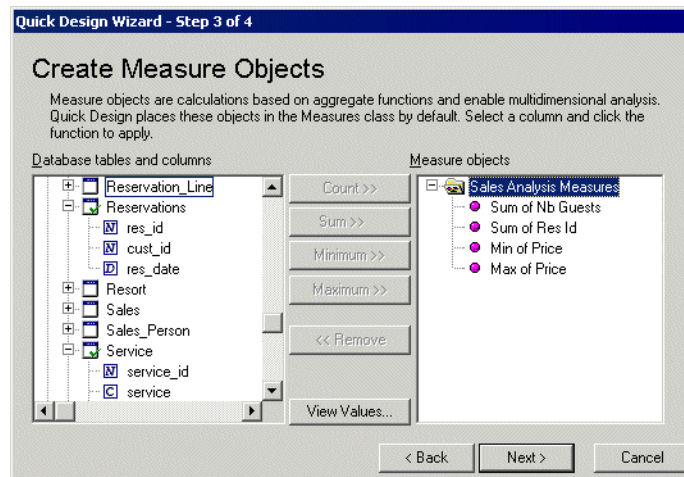 Quick Design Wizard - Step 3 of 4
Create Measure Objects
Measure objects are calculations based on aggregate functions and enable multidimensional analysis.
Quick Design places these objects in the Measures class by default. Select a column and click the
function to apply.
Database tables and columns
Measure objects
Reservation_Line
Reservations
N res_id
N cust_id
D res_date
Resort
Sales
Sales_Person
Service
N service_id
C service
Count >>
Sum >>
Minimum >>
Maximum >>
<< Remove
View Values...
Sales Analysis Measures
Sum of Nb Guests
Sum of Res Id
Min of Price
Max of Price
< Back
Next >
Cancel